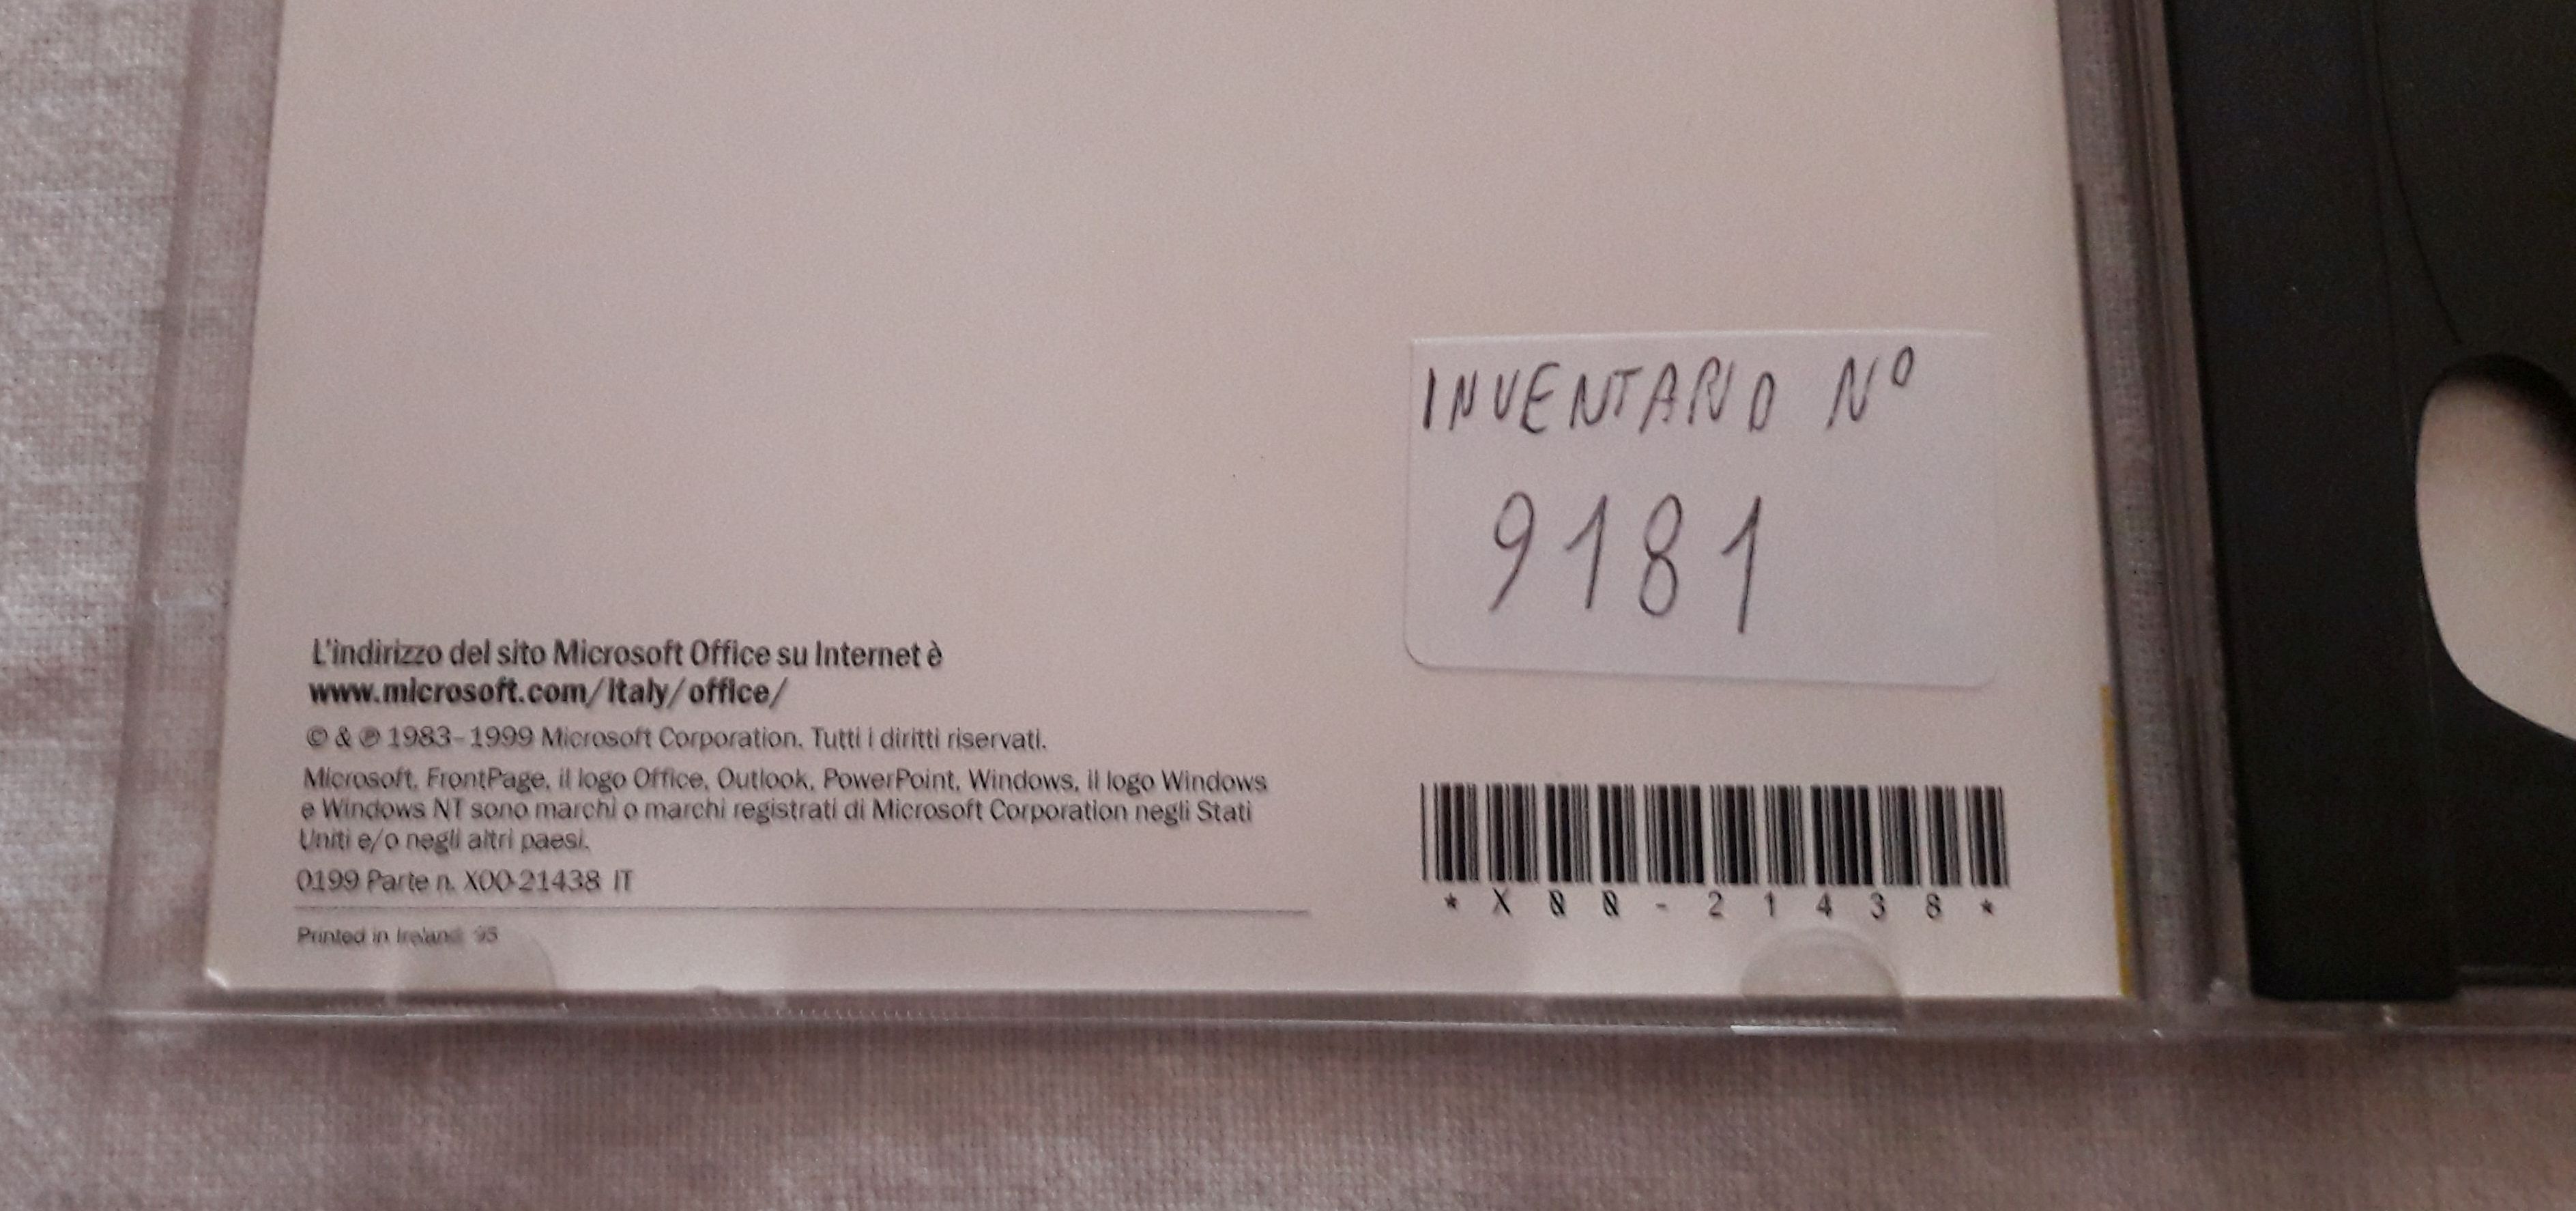 INVENTARIO Nº
9181
L'indirizzo del sito Microsoft Office su Internet è
www.microsoft.com/italy/office/
© & ℗ 1983–1999 Microsoft Corporation. Tutti i diritti riservati.
Microsoft, FrontPage, il logo Office, Outlook, PowerPoint, Windows, il logo Windows
e Windows NT sono marchi o marchi registrati di Microsoft Corporation negli Stati
Uniti e/o negli altri paesi.
0199 Parte n. X00-21438 IT
Printed in Ireland
*X00-21438*